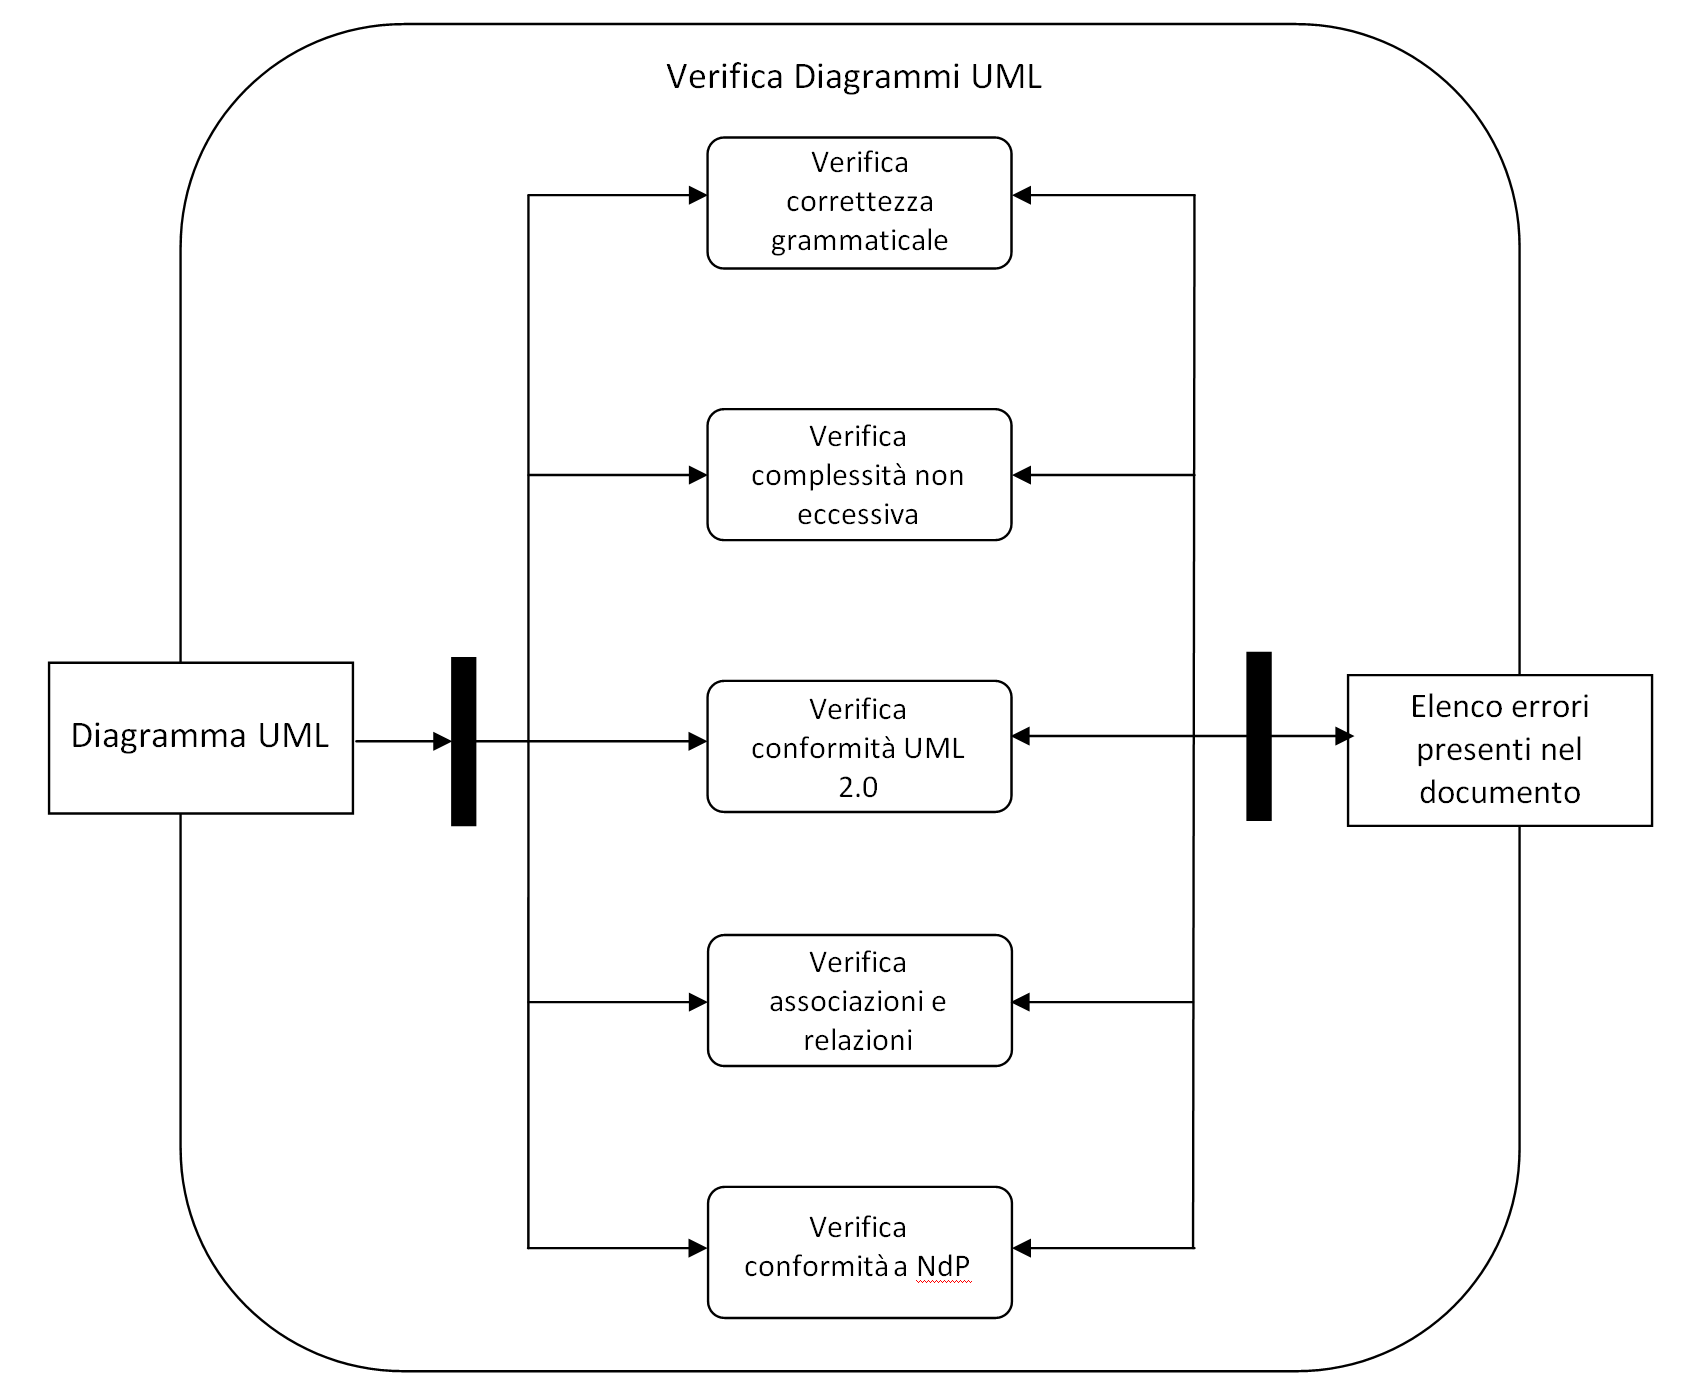 Verifica Diagrammi UML
Verifica
correttezza
grammaticale
Verifica
complessità non
eccessiva
Diagramma UML
Verifica
conformità UML
2.0
Elenco errori
presenti nel
documento
Verifica
associazioni e
relazioni
Verifica
conformità a NdP